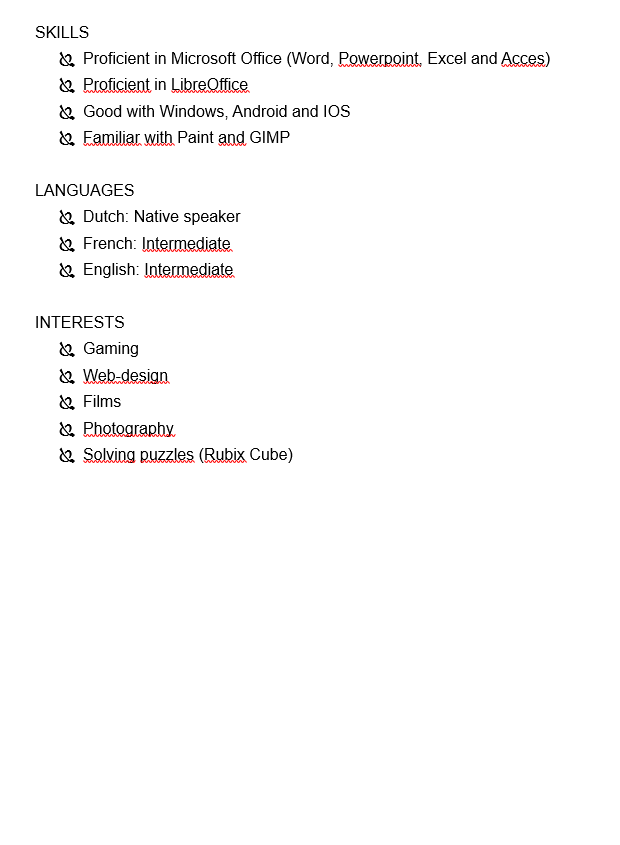 SKILLS
Proficient in Microsoft Office (Word, Powerpoint, Excel and Acces)
Proficient in LibreOffice
Good with Windows, Android and IOS
Familiar with Paint and GIMP
LANGUAGES
Dutch: Native speaker
French: Intermediate
English: Intermediate
INTERESTS
Gaming
Web-design
Films
Photography
Solving puzzles (Rubix Cube)